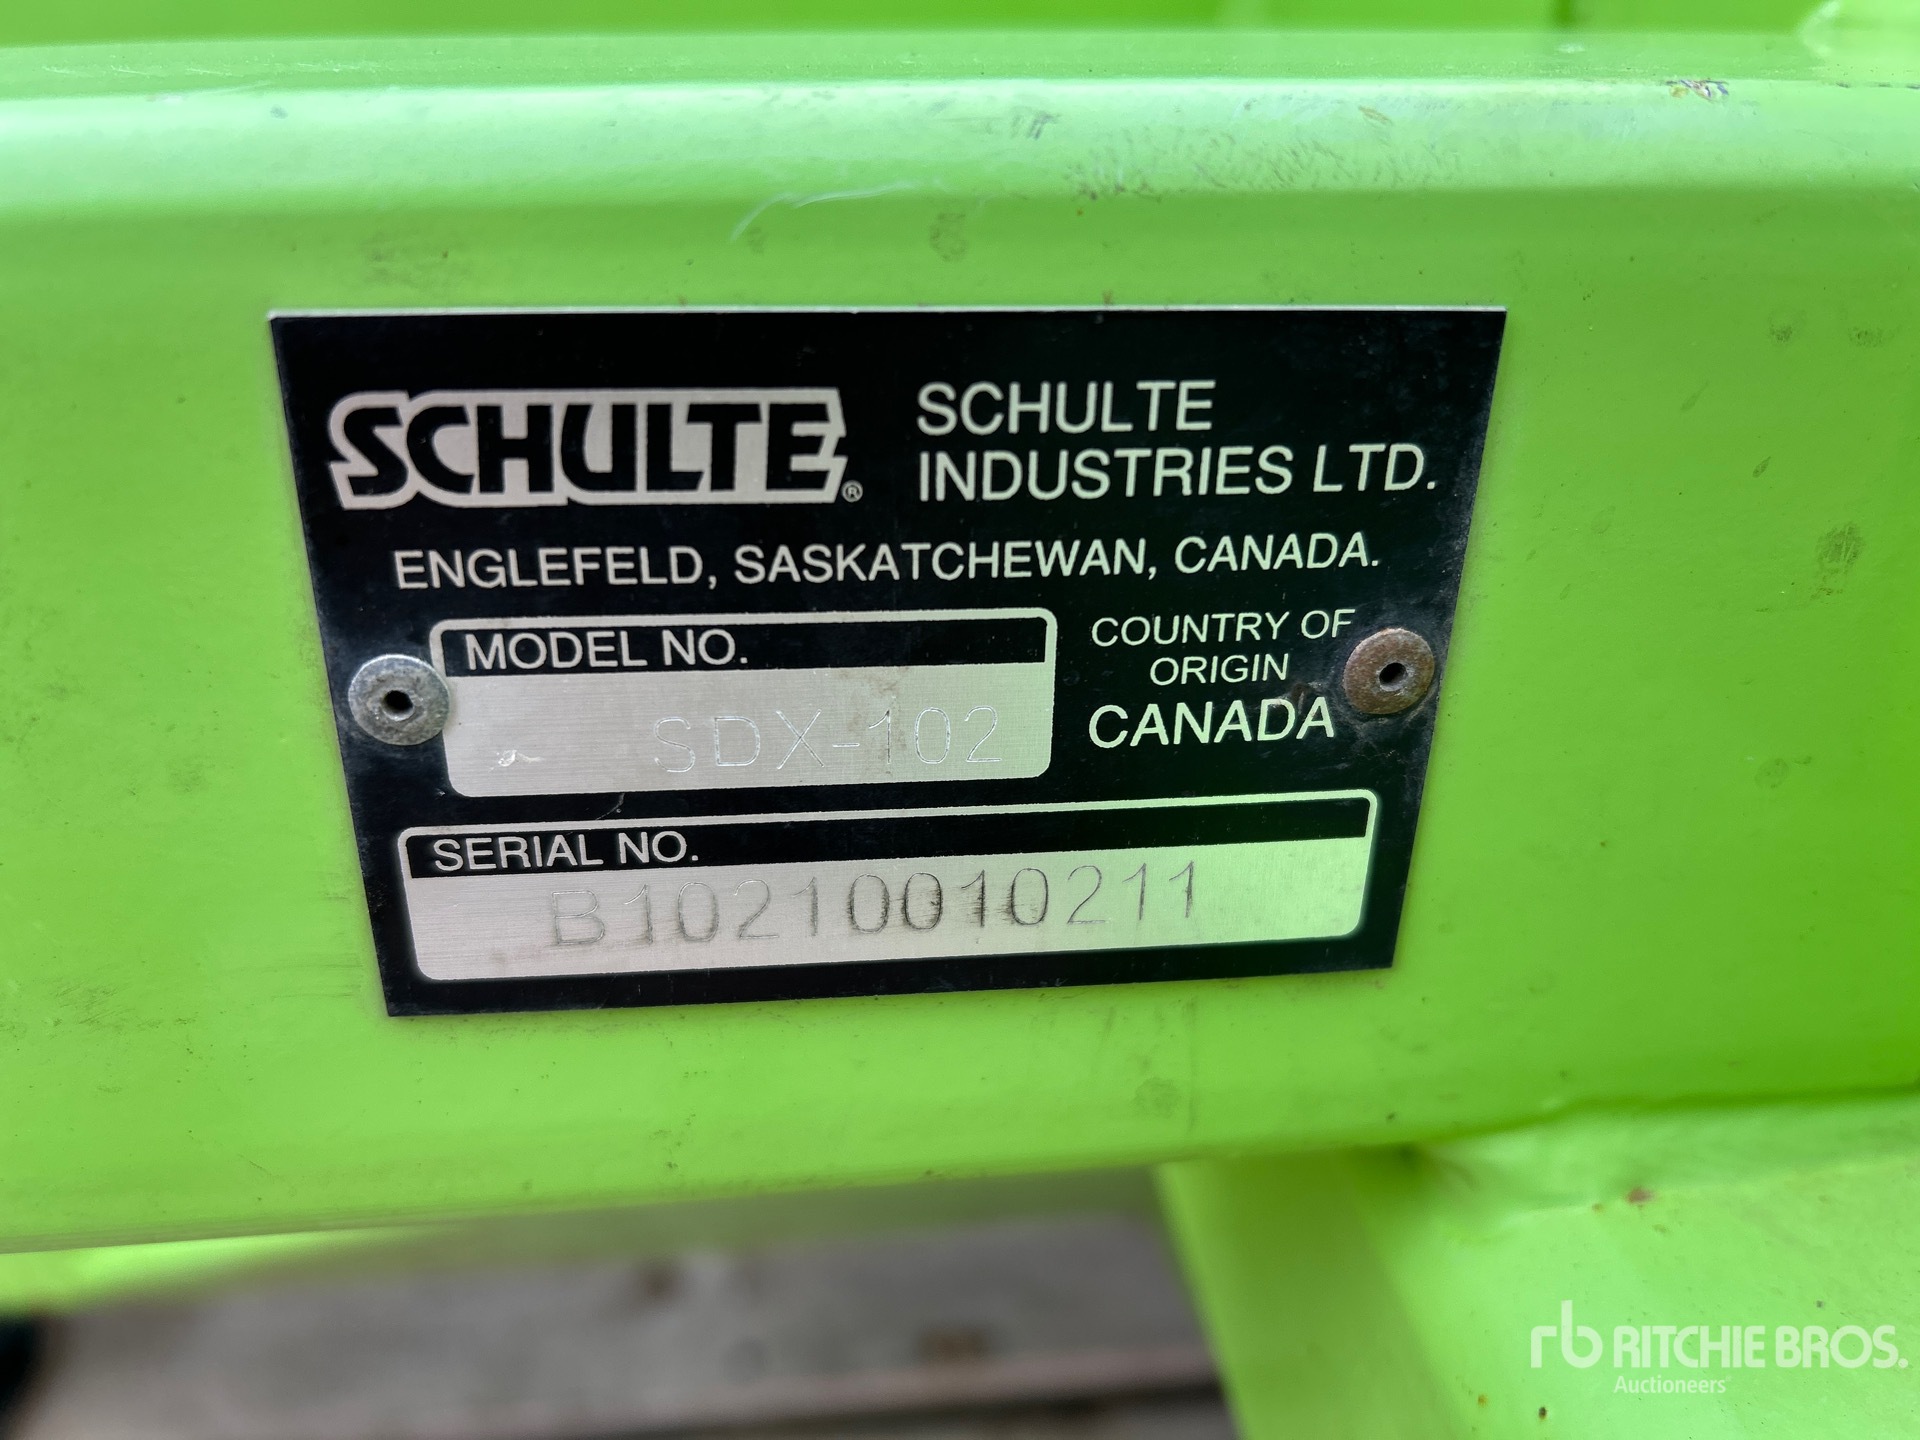 SCHULTE®
SCHULTE
INDUSTRIES LTD.
ENGLEFELD, SASKATCHEWAN, CANADA.
MODEL NO.
SDX-102
COUNTRY OF
ORIGIN
CANADA
SERIAL NO.
B10210010211
rb RITCHIE BROS.
Auctioneers